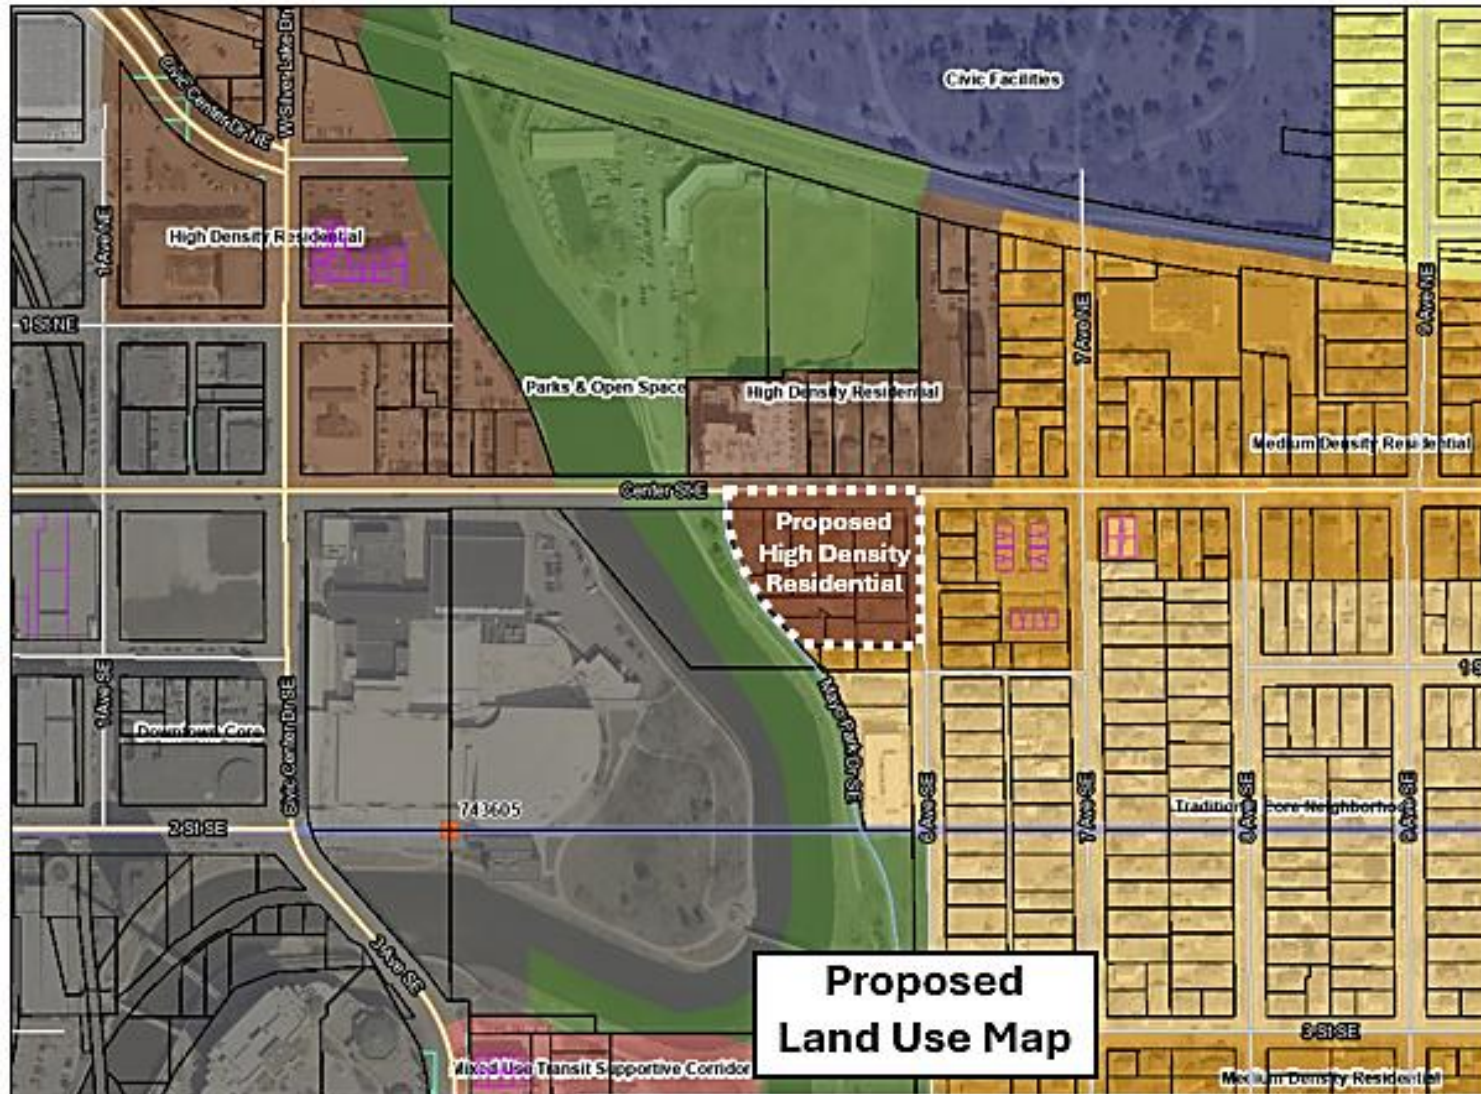 Civic Center Dr NE
W Silver Lake Dr
Civic Facilities
1 Ave NE
High Density Residential
7 Ave NE
9 Ave NE
1 St NE
Parks & Open Space
High Density Residential
Medium Density Residential
Center St E
Proposed
High Density
Residential
1 Ave SE
Civic Center Dr SE
Downtown Core
Mayo Park Dr SE
743605
2 St SE
6 Ave SE
7 Ave SE
8 Ave SE
9 Ave SE
Traditional Core Neighborhood
3 Ave SE
Proposed
Land Use Map
3 St SE
Mixed Use Transit Supportive Corridor
Medium Density Residential